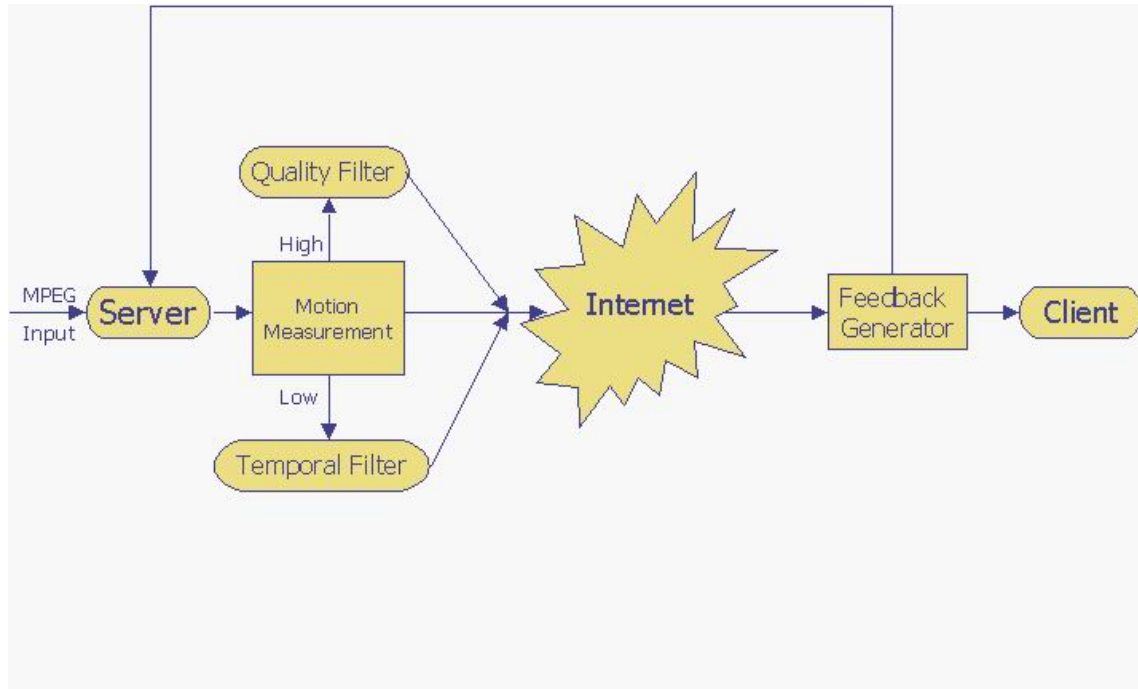 Quality Filter
High
MPEG
Input
Server
Motion
Measurement
Internet
Feedback
Generator
Client
Low
Temporal Filter